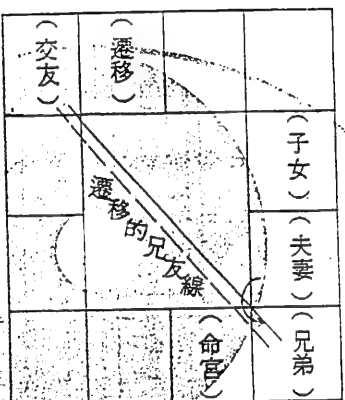 （交友）
（遷移）
（子女）
（夫妻）
（兄弟）
（命宮）
遷移的兄友線